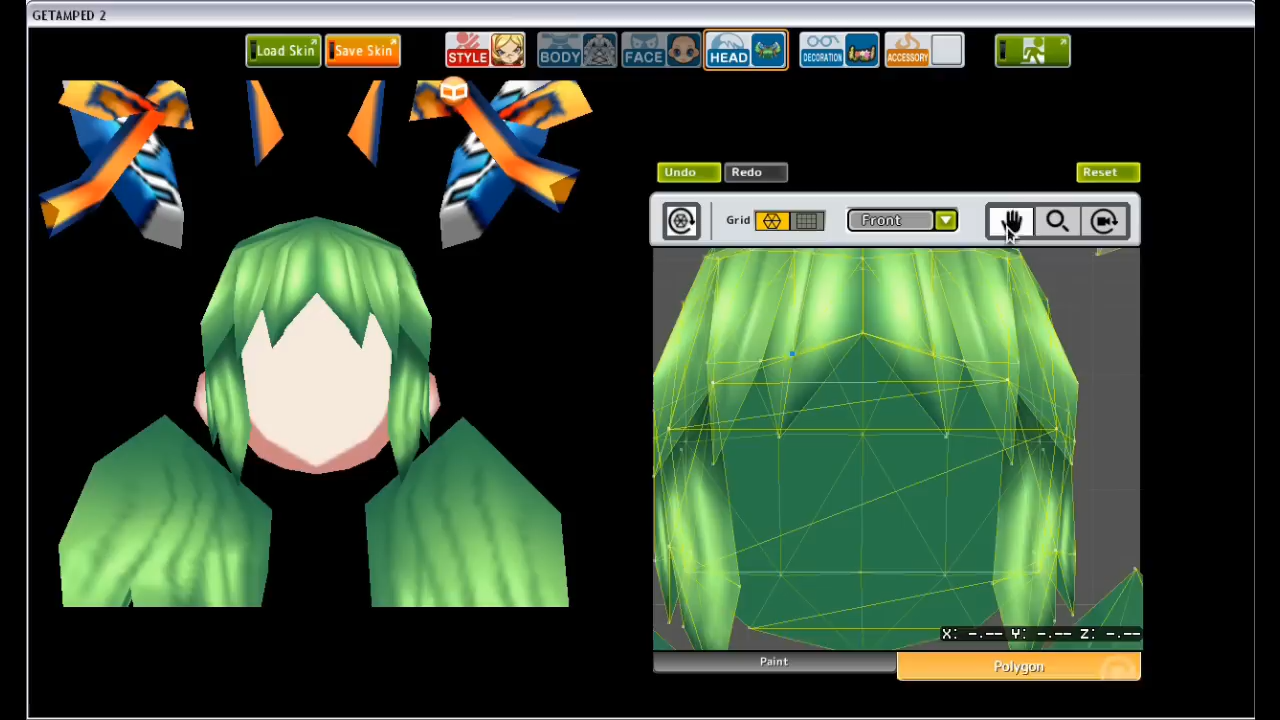 GETAMPED 2
Load Skin Save Skin STYLE BODY FACE HEAD DECORATION ACCESSORY
Undo Redo Reset
Grid Front
X: -.-- Y: -.-- Z: -.--
Paint Polygon